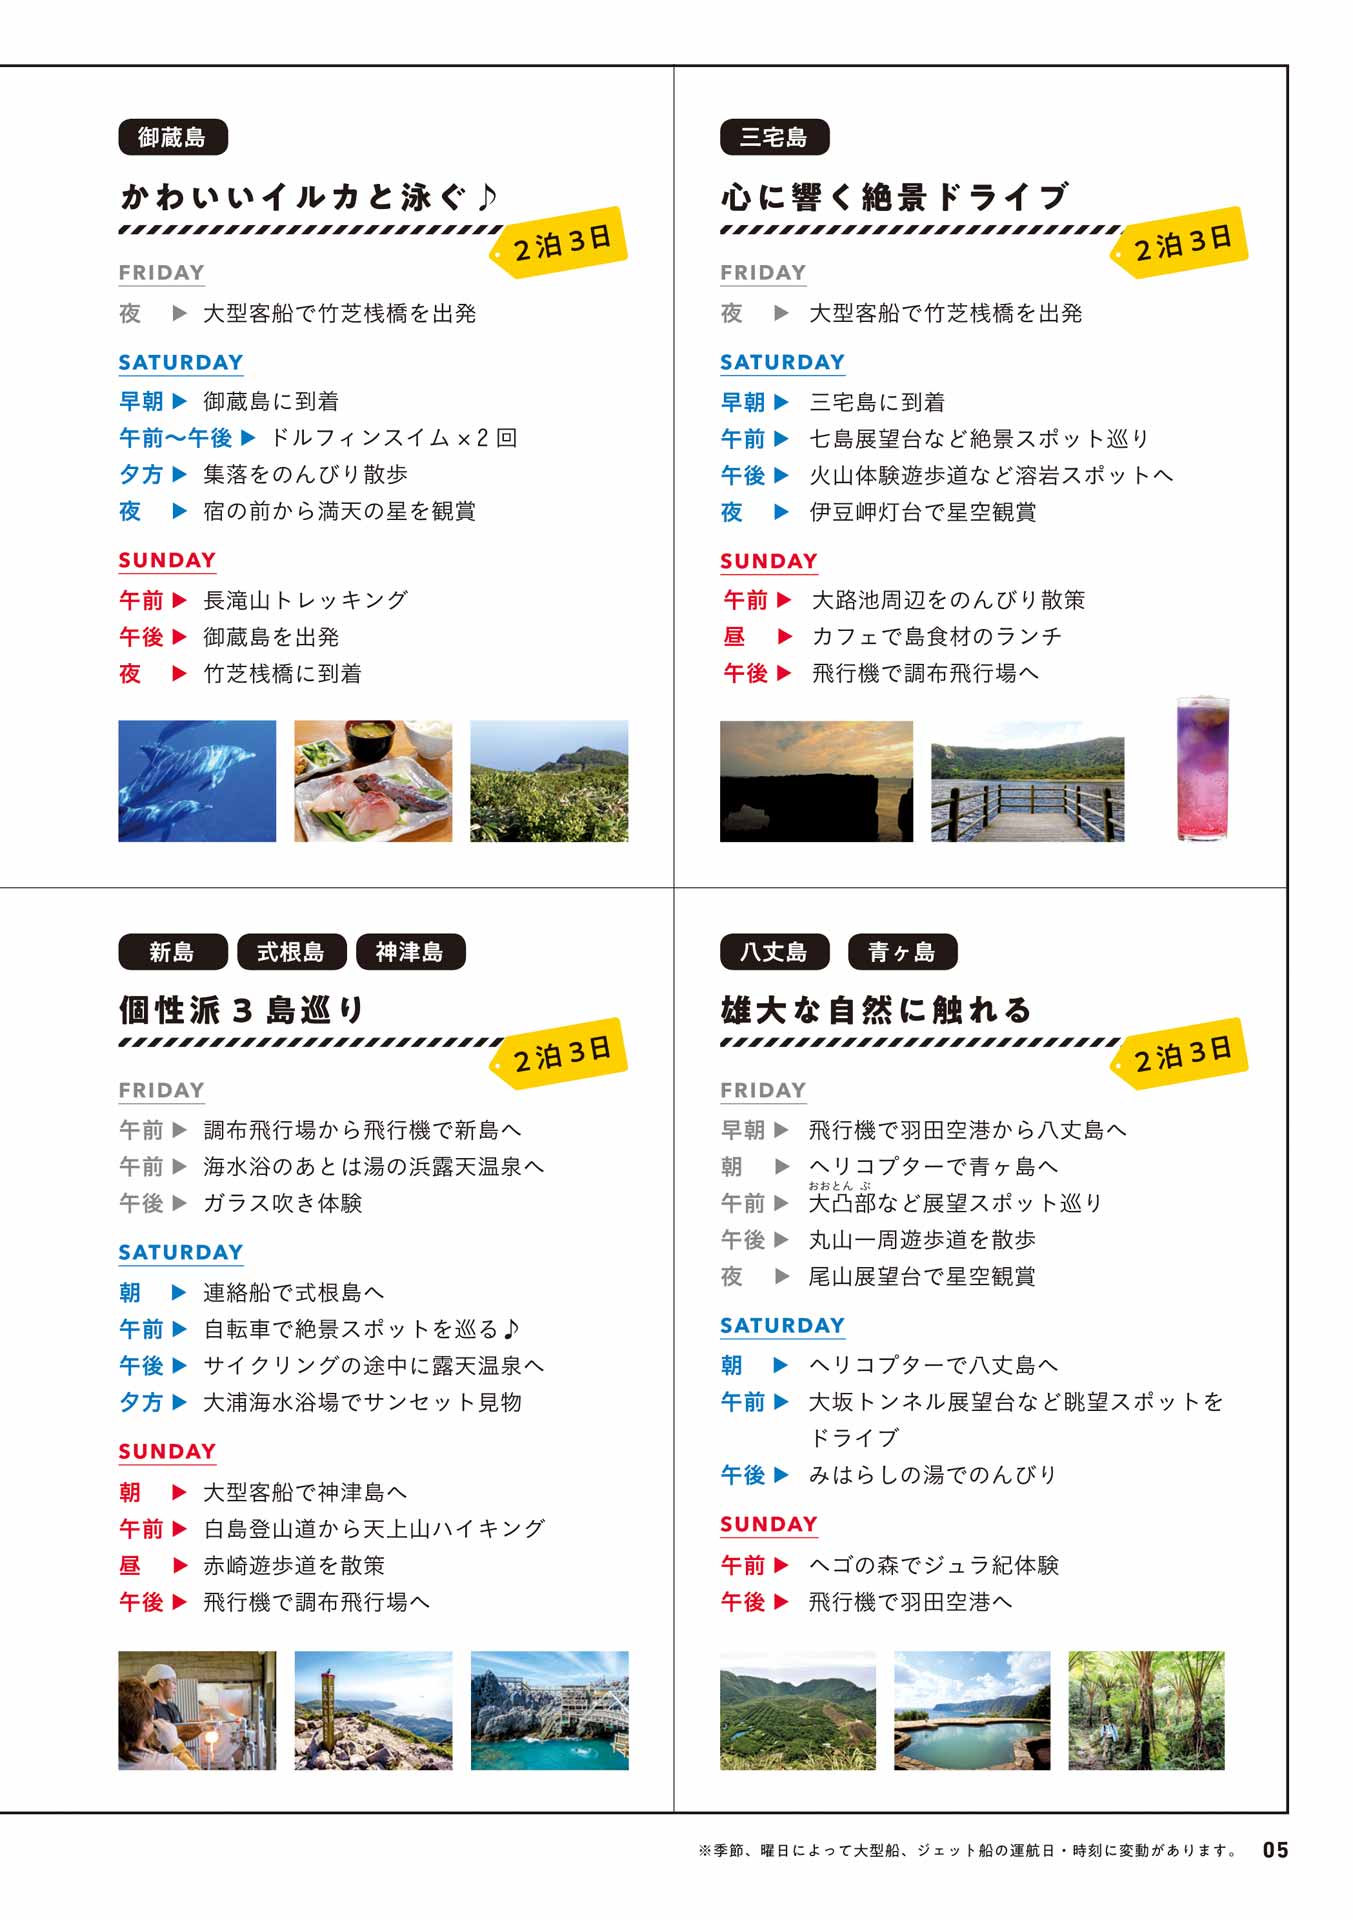 御蔵島
かわいいイルカと泳ぐ♪
2泊3日
FRIDAY
夜 ▶ 大型客船で竹芝桟橋を出発
SATURDAY
早朝 ▶ 御蔵島に到着
午前〜午後 ▶ ドルフィンスイム×2回
夕方 ▶ 集落をのんびり散歩
夜 ▶ 宿の前から満天の星を観賞
SUNDAY
午前 ▶ 長滝山トレッキング
午後 ▶ 御蔵島を出発
夜 ▶ 竹芝桟橋に到着
三宅島
心に響く絶景ドライブ
2泊3日
FRIDAY
夜 ▶ 大型客船で竹芝桟橋を出発
SATURDAY
早朝 ▶ 三宅島に到着
午前 ▶ 七島展望台など絶景スポット巡り
午後 ▶ 火山体験遊歩道など溶岩スポットへ
夜 ▶ 伊豆岬灯台で星空観賞
SUNDAY
午前 ▶ 大路池周辺をのんびり散策
昼 ▶ カフェで島食材のランチ
午後 ▶ 飛行機で調布飛行場へ
新島 式根島 神津島
個性派3島巡り
2泊3日
FRIDAY
午前 ▶ 調布飛行場から飛行機で新島へ
午前 ▶ 海水浴のあとは湯の浜露天温泉へ
午後 ▶ ガラス吹き体験
SATURDAY
朝 ▶ 連絡船で式根島へ
午前 ▶ 自転車で絶景スポットを巡る♪
午後 ▶ サイクリングの途中に露天温泉へ
夕方 ▶ 大浦海水浴場でサンセット見物
SUNDAY
朝 ▶ 大型客船で神津島へ
午前 ▶ 白島登山道から天上山ハイキング
昼 ▶ 赤崎遊歩道を散策
午後 ▶ 飛行機で調布飛行場へ
八丈島 青ヶ島
雄大な自然に触れる
2泊3日
FRIDAY
早朝 ▶ 飛行機で羽田空港から八丈島へ
朝 ▶ ヘリコプターで青ヶ島へ
おおとんぶ
午前 ▶ 大凸部など展望スポット巡り
午後 ▶ 丸山一周遊歩道を散歩
夜 ▶ 尾山展望台で星空観賞
SATURDAY
朝 ▶ ヘリコプターで八丈島へ
午前 ▶ 大坂トンネル展望台など眺望スポットを
ドライブ
午後 ▶ みはらしの湯でのんびり
SUNDAY
午前 ▶ ヘゴの森でジュラ紀体験
午後 ▶ 飛行機で羽田空港へ
※季節、曜日によって大型船、ジェット船の運航日・時刻に変動があります。 05